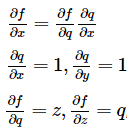 ∂f/∂x = ∂f/∂q ∂q/∂x
∂q/∂x = 1, ∂q/∂y = 1
∂f/∂q = z, ∂f/∂z = q